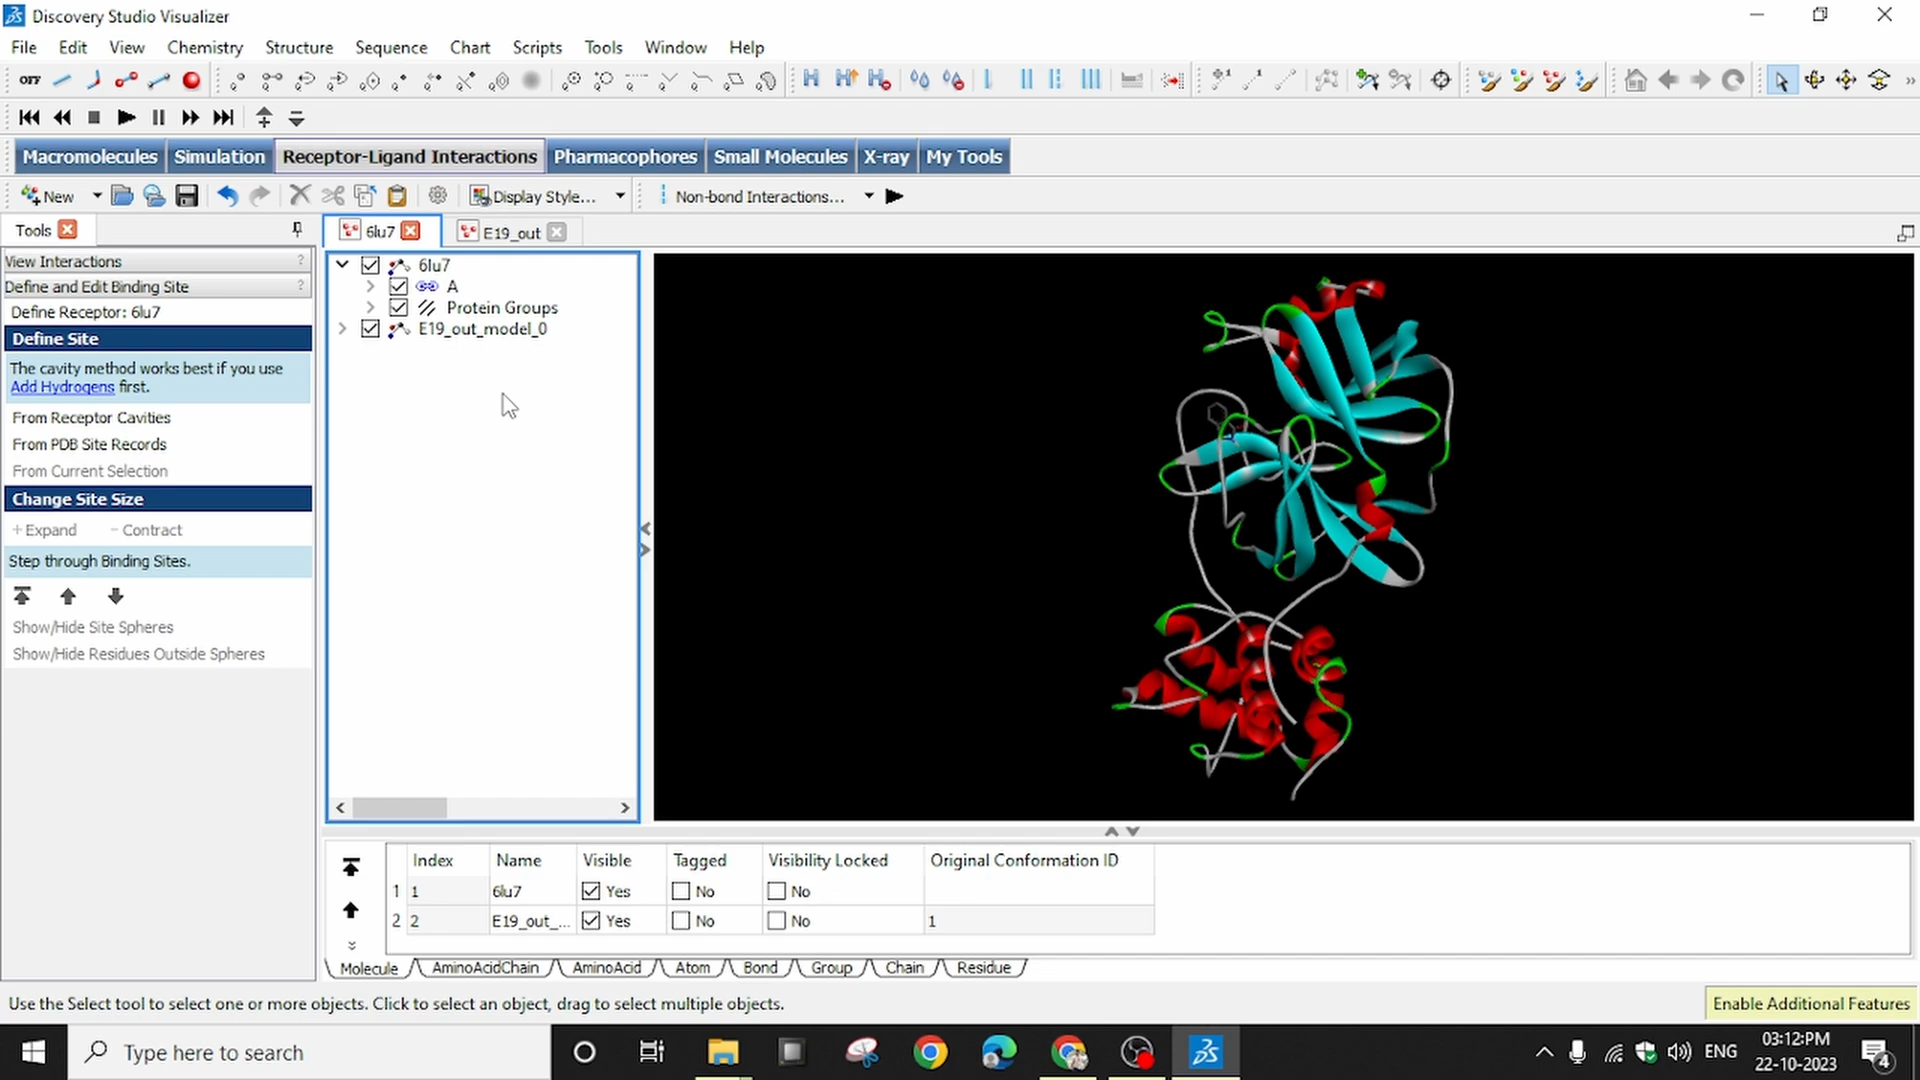 Discovery Studio Visualizer
File Edit View Chemistry Structure Sequence Chart Scripts Tools Window Help
OFF
Macromolecules Simulation Receptor-Ligand Interactions Pharmacophores Small Molecules X-ray My Tools
New Display Style... Non-bond Interactions...
Tools
6lu7
E19_out
View Interactions ?
Define and Edit Binding Site ?
Define Receptor: 6lu7
Define Site
The cavity method works best if you use
Add Hydrogens first.
From Receptor Cavities
From PDB Site Records
From Current Selection
Change Site Size
+ Expand - Contract
Step through Binding Sites.
Show/Hide Site Spheres
Show/Hide Residues Outside Spheres
6lu7
A
Protein Groups
E19_out_model_0
Index Name Visible Tagged Visibility Locked Original Conformation ID
1 1 6lu7 Yes No No
2 2 E19_out_... Yes No No 1
Molecule AminoAcidChain AminoAcid Atom Bond Group Chain Residue
Use the Select tool to select one or more objects. Click to select an object, drag to select multiple objects.
Enable Additional Features
Type here to search
ENG
03:12:PM
22-10-2023
4